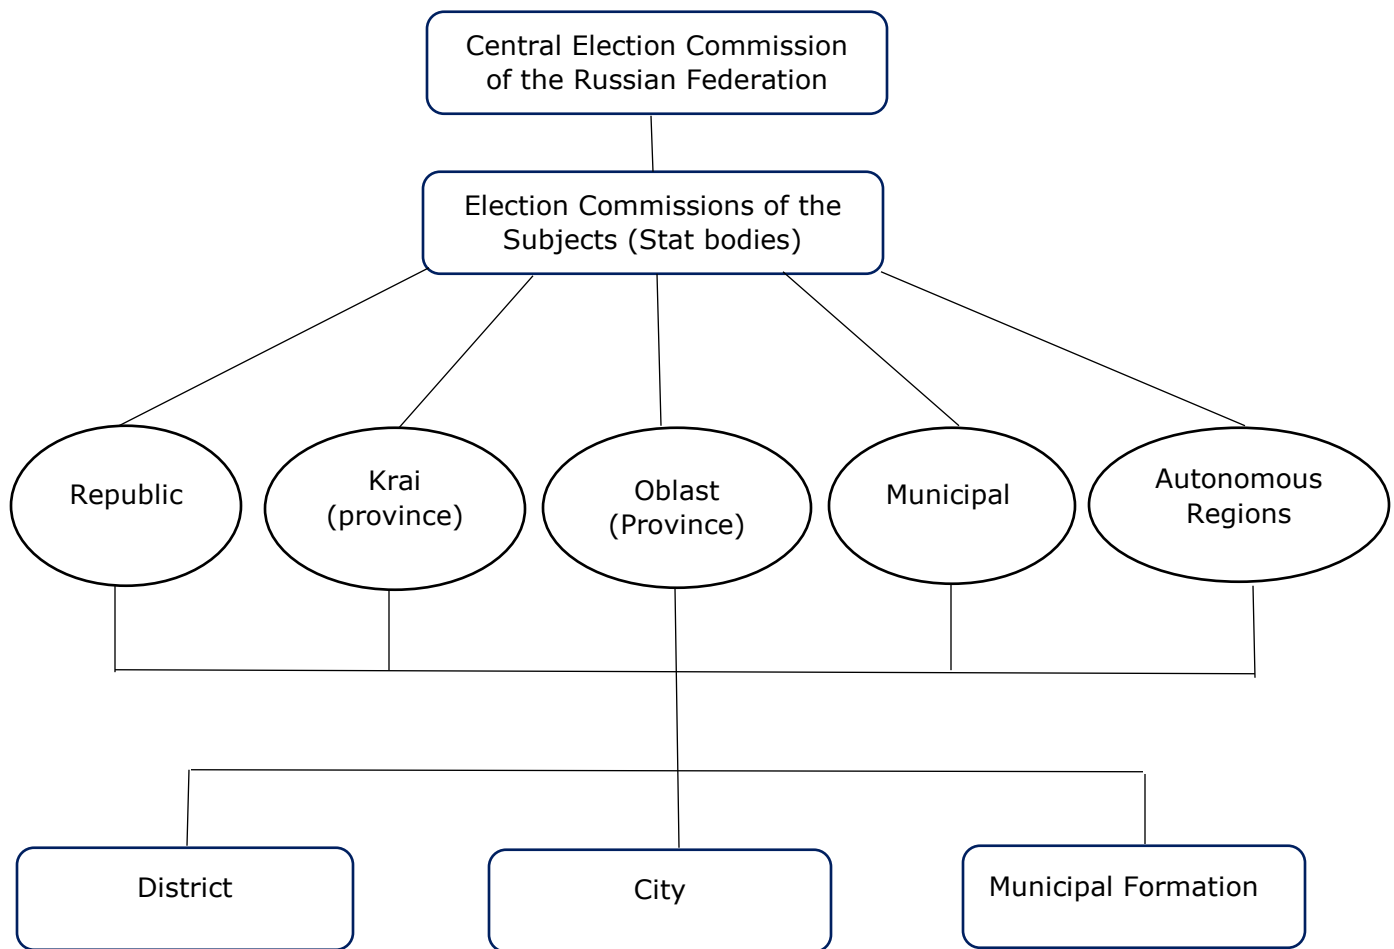 Central Election Commission
of the Russian Federation
Election Commissions of the
Subjects (Stat bodies)
Republic
Krai
(province)
Oblast
(Province)
Municipal
Autonomous
Regions
District
City
Municipal Formation